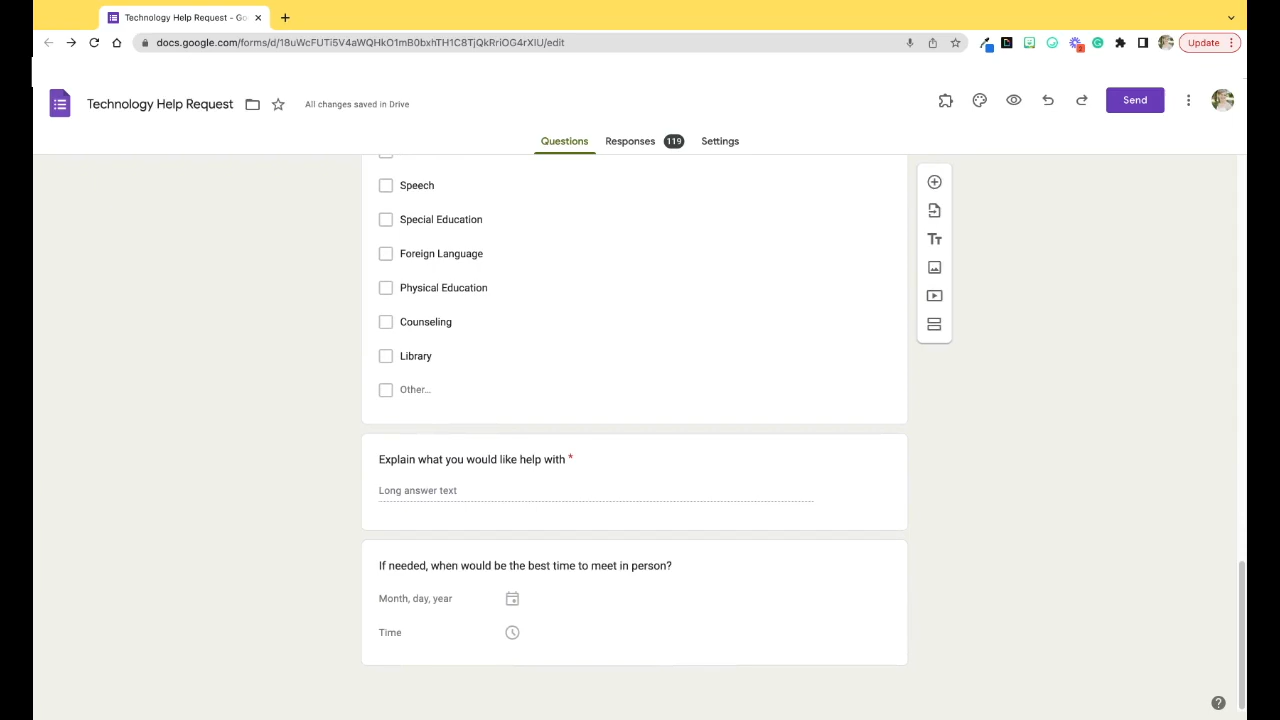 Technology Help Request - Go
docs.google.com/forms/d/18uWcFUTi5V4aWQHkO1mB0bxhTH1C8TjQkRriOG4rXIU/edit
Update
Technology Help Request
All changes saved in Drive
Send
Questions
Responses 119
Settings
Speech
Special Education
Foreign Language
Physical Education
Counseling
Library
Other...
Explain what you would like help with *
Long answer text
If needed, when would be the best time to meet in person?
Month, day, year
Time